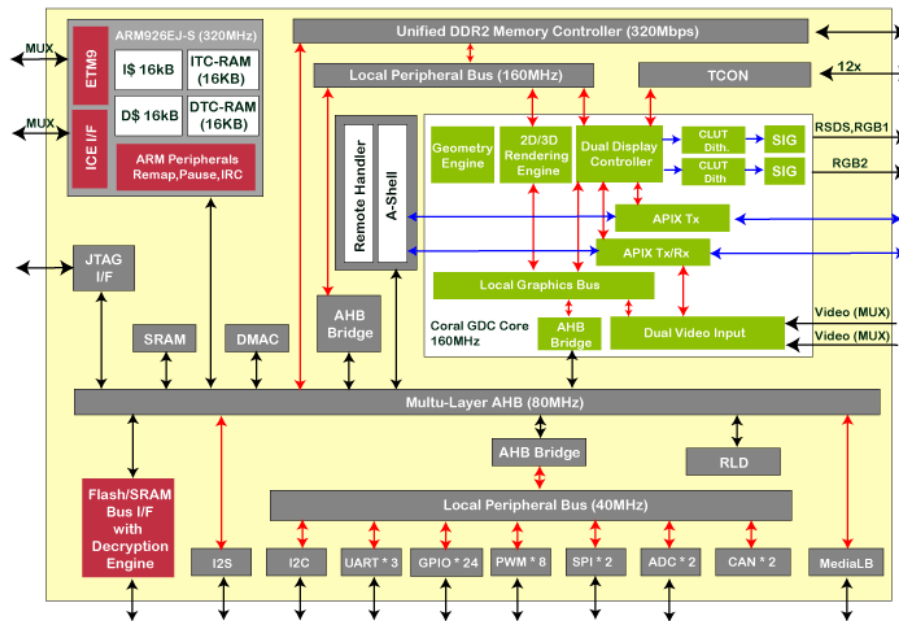 ARM926EJ-S (320MHz)
MUX
ETM9
I$ 16kB
ITC-RAM
(16KB)
D$ 16kB
DTC-RAM
(16KB)
MUX
ICE I/F
ARM Peripherals
Remap,Pause,IRC
Unified DDR2 Memory Controller (320Mbps)
Local Peripheral Bus (160MHz)
TCON
12x
Remote Handler
A-Shell
Geometry
Engine
2D/3D
Rendering
Engine
Dual Display
Controller
CLUT
Dith.
SIG
RSDS,RGB1
CLUT
Dith
SIG
RGB2
APIX Tx
APIX Tx/Rx
Local Graphics Bus
Coral GDC Core
160MHz
AHB
Bridge
Dual Video Input
Video (MUX)
Video (MUX)
JTAG
I/F
SRAM
DMAC
AHB
Bridge
Multu-Layer AHB (80MHz)
AHB Bridge
RLD
Flash/SRAM
Bus I/F
with
Decryption
Engine
Local Peripheral Bus (40MHz)
I2S
I2C
UART * 3
GPIO * 24
PWM * 8
SPI * 2
ADC * 2
CAN * 2
MediaLB